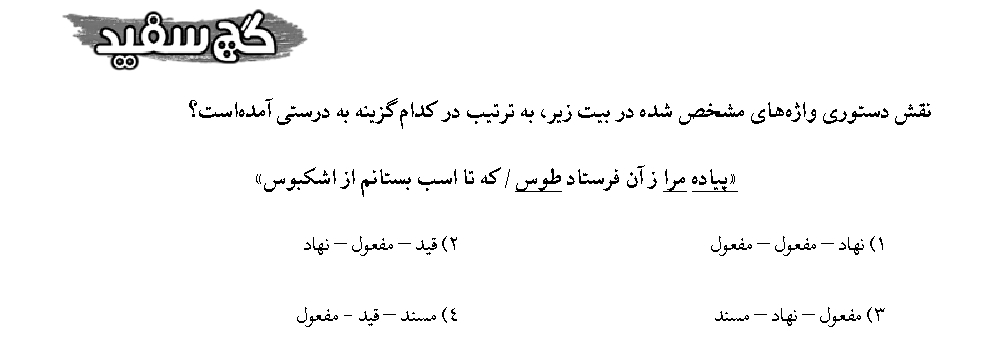 گچ سفید
نقش دستوری واژه‌های مشخص شده در بیت زیر، به ترتیب در کدام گزینه به درستی آمده‌است؟
«پیاده مرا ز آن فرستاد طوس / که تا اسب بستانم از اشکبوس»
۱) نهاد – مفعول – مفعول ۲) قید – مفعول – نهاد
۳) مفعول – نهاد – مسند ۴) مسند – قید - مفعول